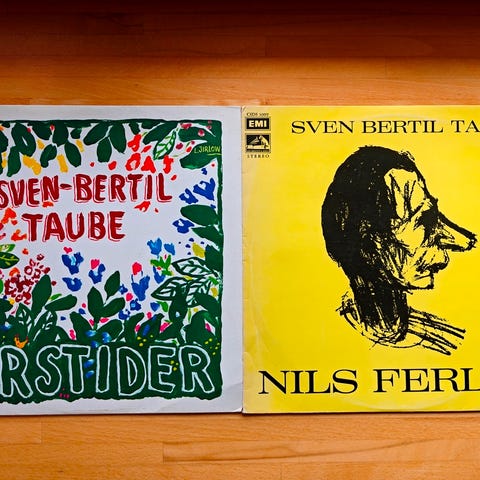 L. JIRLOW
SVEN-BERTIL
TAUBE
RSTIDER
EMI
STEREO
SVEN BERTIL TA
NILS FERL